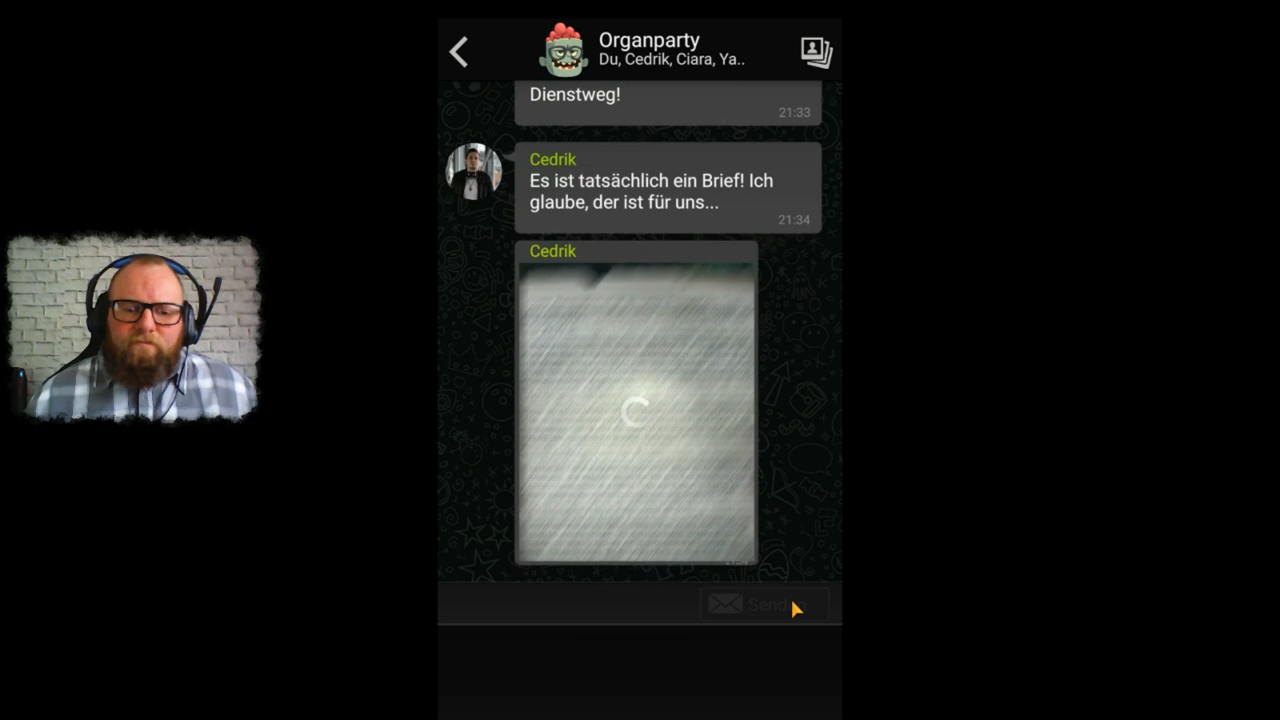 Organparty
Du, Cedrik, Ciara, Ya..
Dienstweg!
21:33
Cedrik
Es ist tatsächlich ein Brief! Ich
glaube, der ist für uns...
21:34
Cedrik